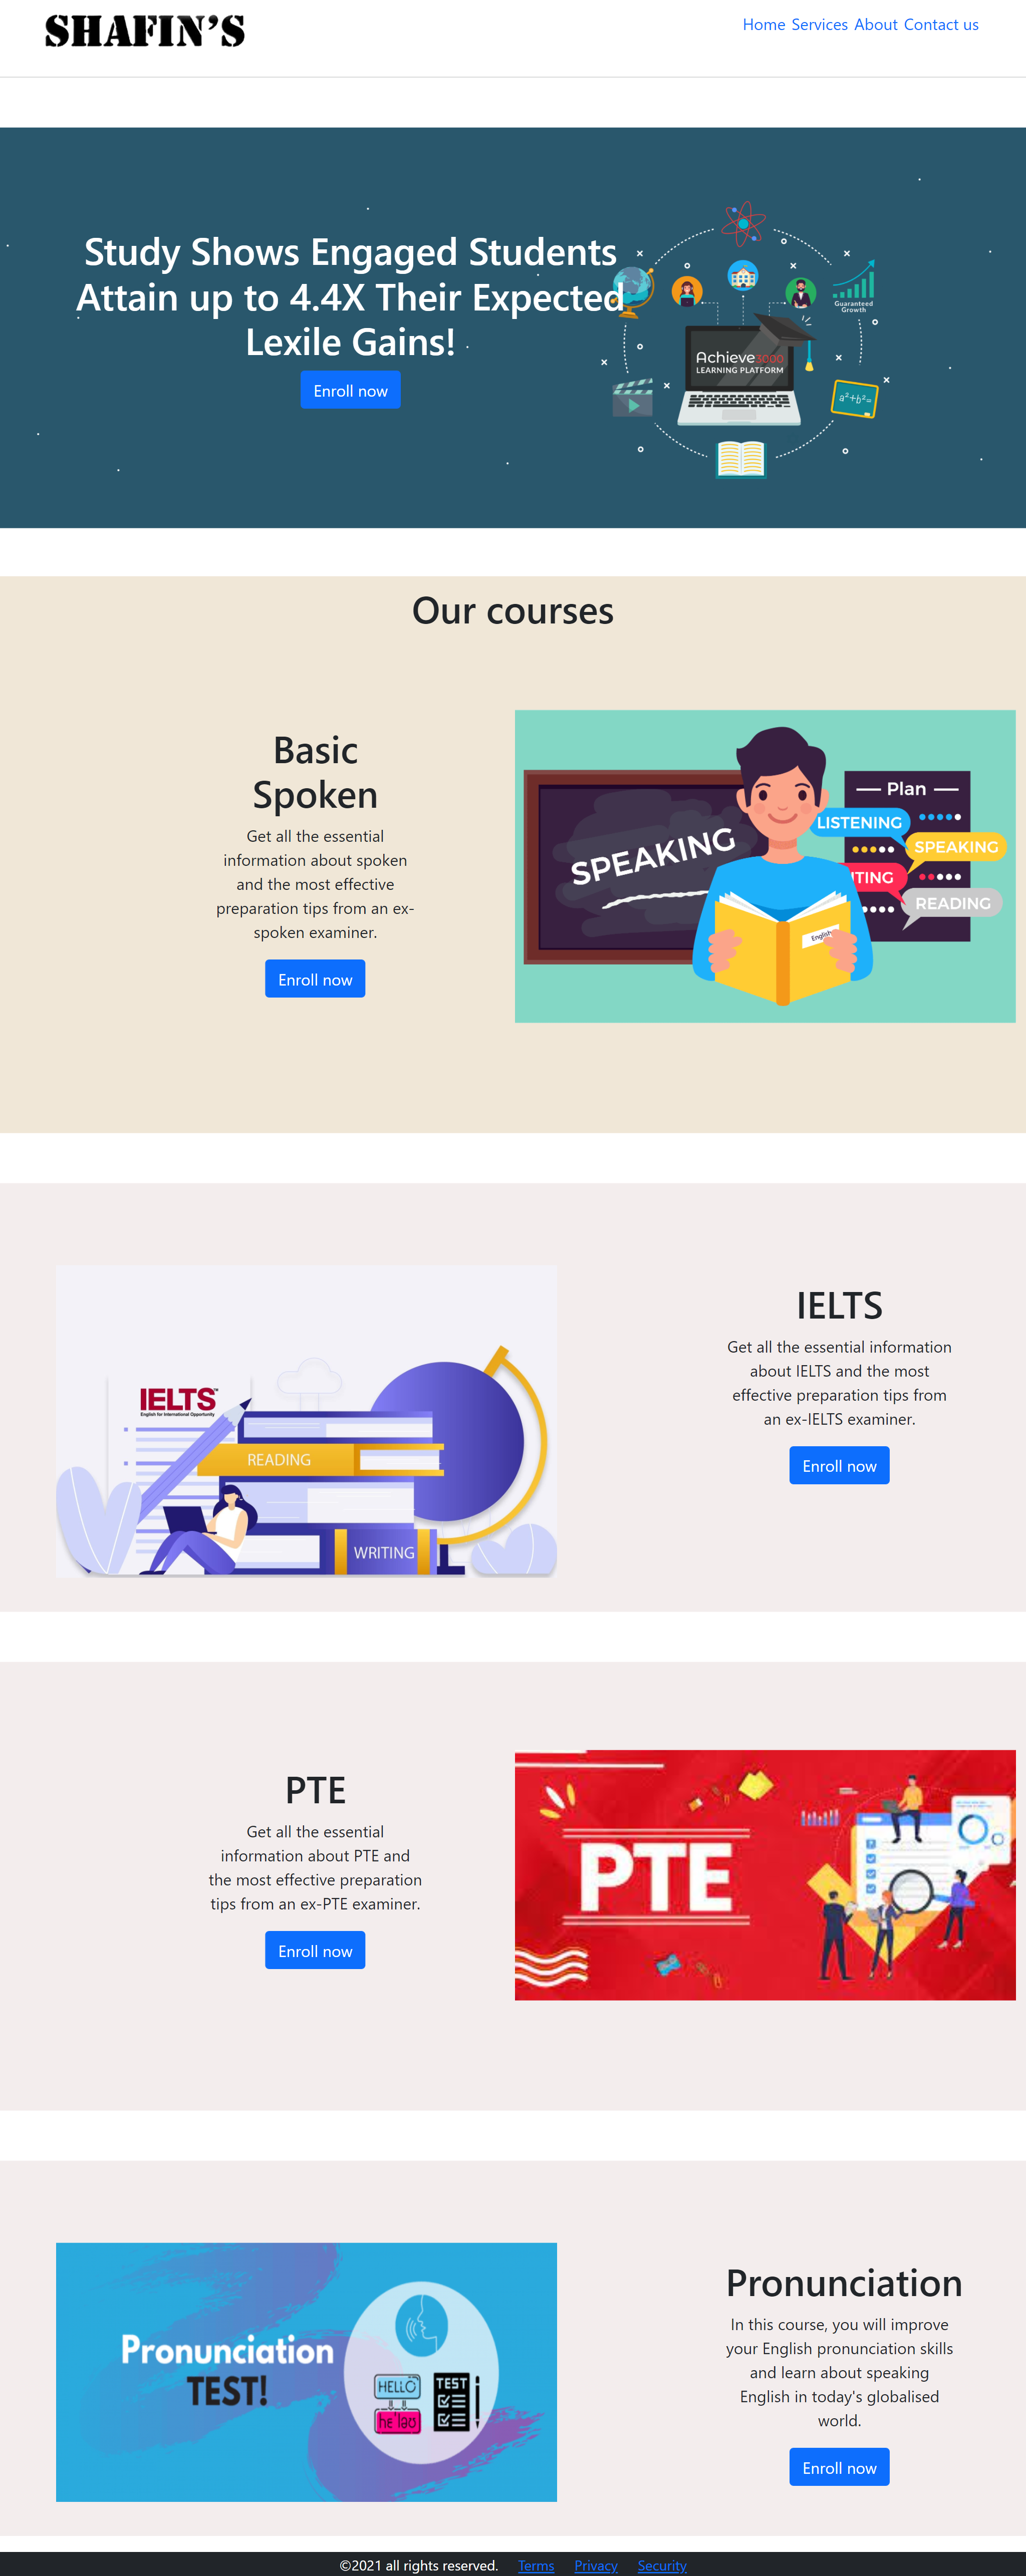 SHAFIN'S
Home Services About Contact us
Study Shows Engaged Students
Attain up to 4.4X Their Expected
Lexile Gains!
Enroll now
Guaranteed
Growth
Achieve3000
LEARNING PLATFORM
a²+b²=
Our courses
Basic
Spoken
Get all the essential
information about spoken
and the most effective
preparation tips from an ex-
spoken examiner.
Enroll now
Plan
LISTENING
SPEAKING
SPEAKING
ITING
READING
English
IELTS
Get all the essential information
about IELTS and the most
effective preparation tips from
an ex-IELTS examiner.
Enroll now
IELTS™
English for International Opportunity
READING
WRITING
PTE
Get all the essential
information about PTE and
the most effective preparation
tips from an ex-PTE examiner.
Enroll now
PTE
Pronunciation
TEST!
HELLO
hɛˈləʊ
TEST
Pronunciation
In this course, you will improve
your English pronunciation skills
and learn about speaking
English in today's globalised
world.
Enroll now
©2021 all rights reserved. Terms Privacy Security